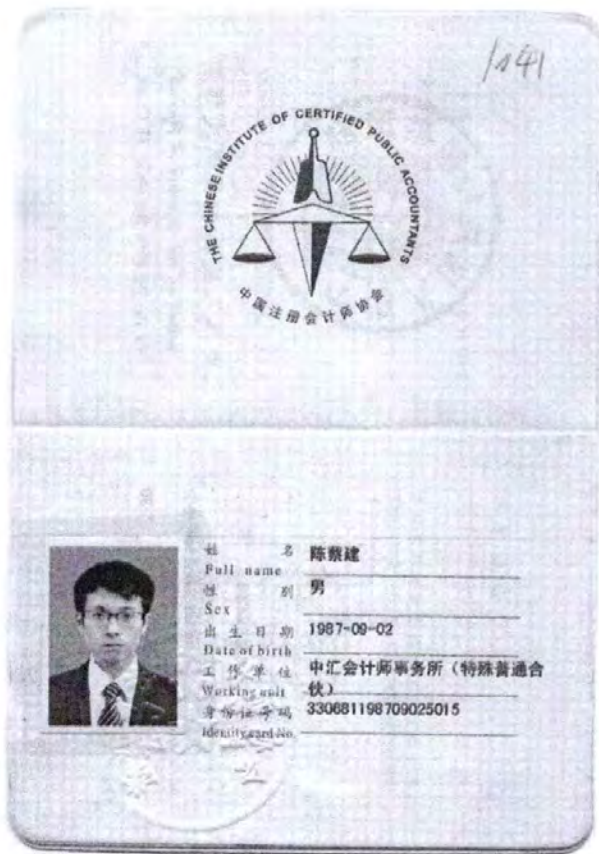 THE CHINESE INSTITUTE OF CERTIFIED PUBLIC ACCOUNTANTS
中国注册会计师协会
姓 名 陈蔡建
Full name
性 别 男
Sex
出生日期 1987-09-02
Date of birth
工作单位 中汇会计师事务所（特殊普通合
Working unit 伙）
身份证号码 330681198709025015
Identity card No.